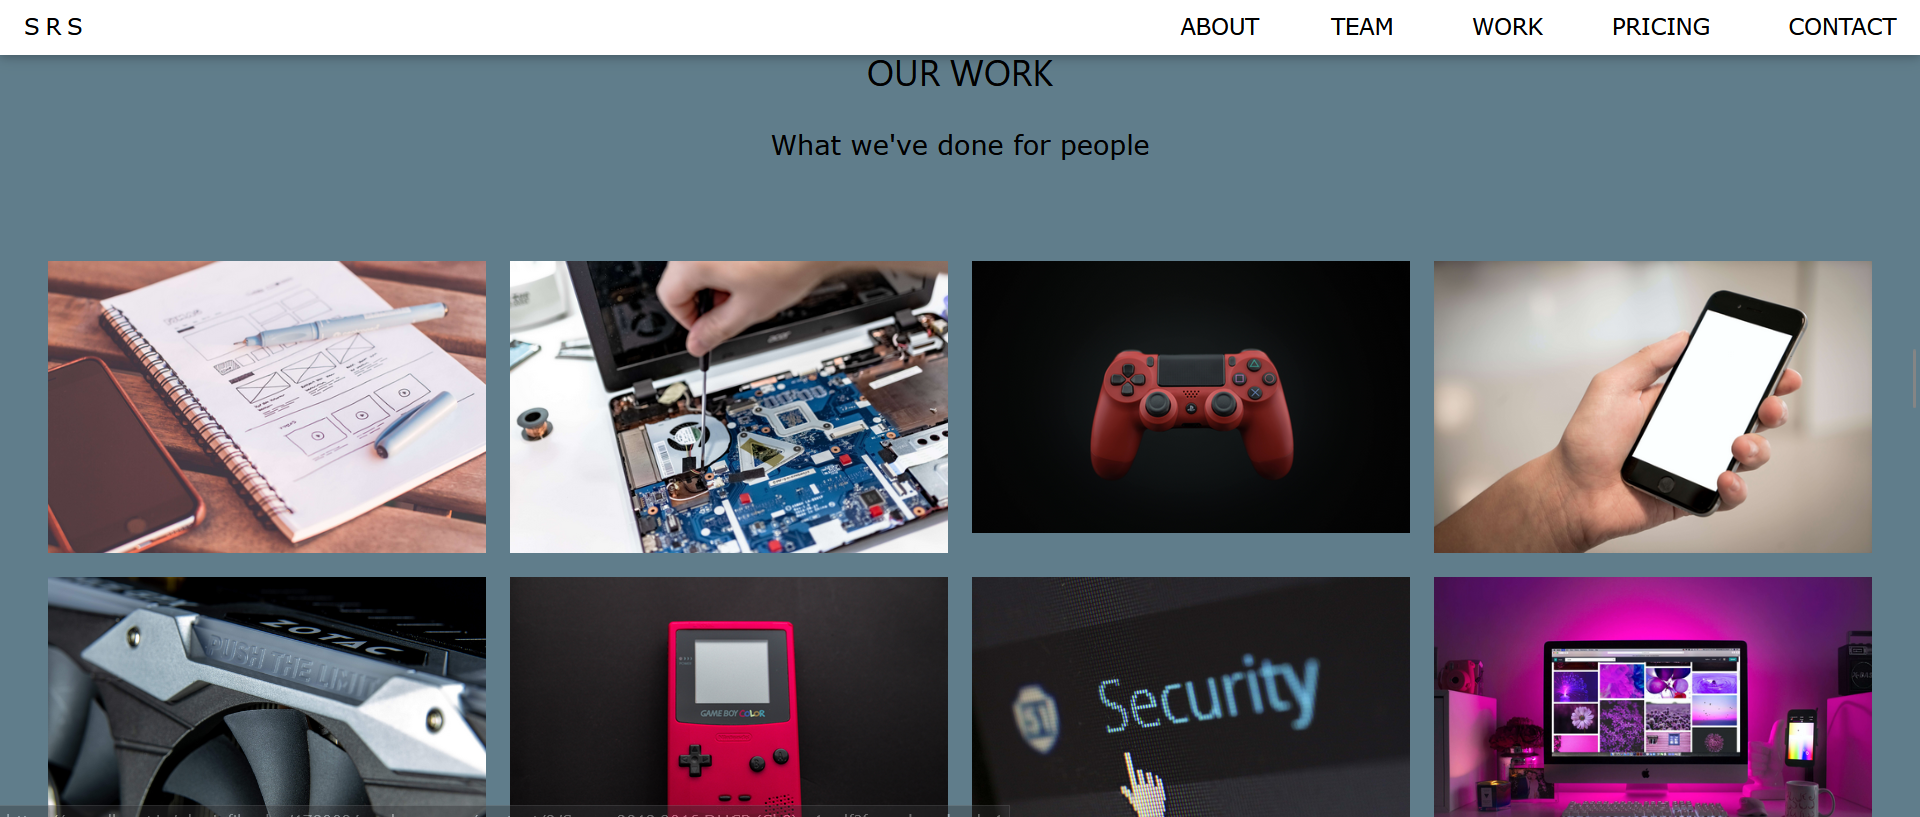 S R S
ABOUT
TEAM
WORK
PRICING
CONTACT
OUR WORK
What we've done for people
acer
ZOTAC
PUSH THE LIMIT
GAME BOY COLOR
Security